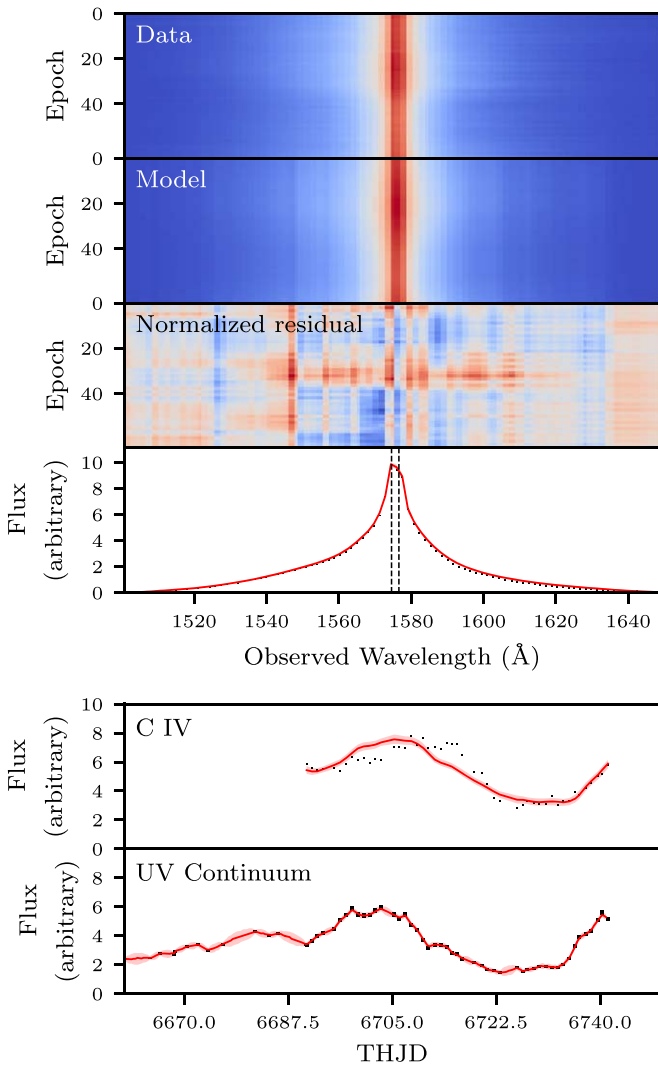 0
20
40
Epoch
Data
0
20
40
Epoch
Model
0
20
40
Epoch
Normalized residual
10
8
6
4
2
0
Flux
(arbitrary)
1520 1540 1560 1580 1600 1620 1640
Observed Wavelength (Å)
10
8
6
4
2
0
Flux
(arbitrary)
C IV
8
6
4
2
0
Flux
(arbitrary)
UV Continuum
6670.0 6687.5 6705.0 6722.5 6740.0
THJD